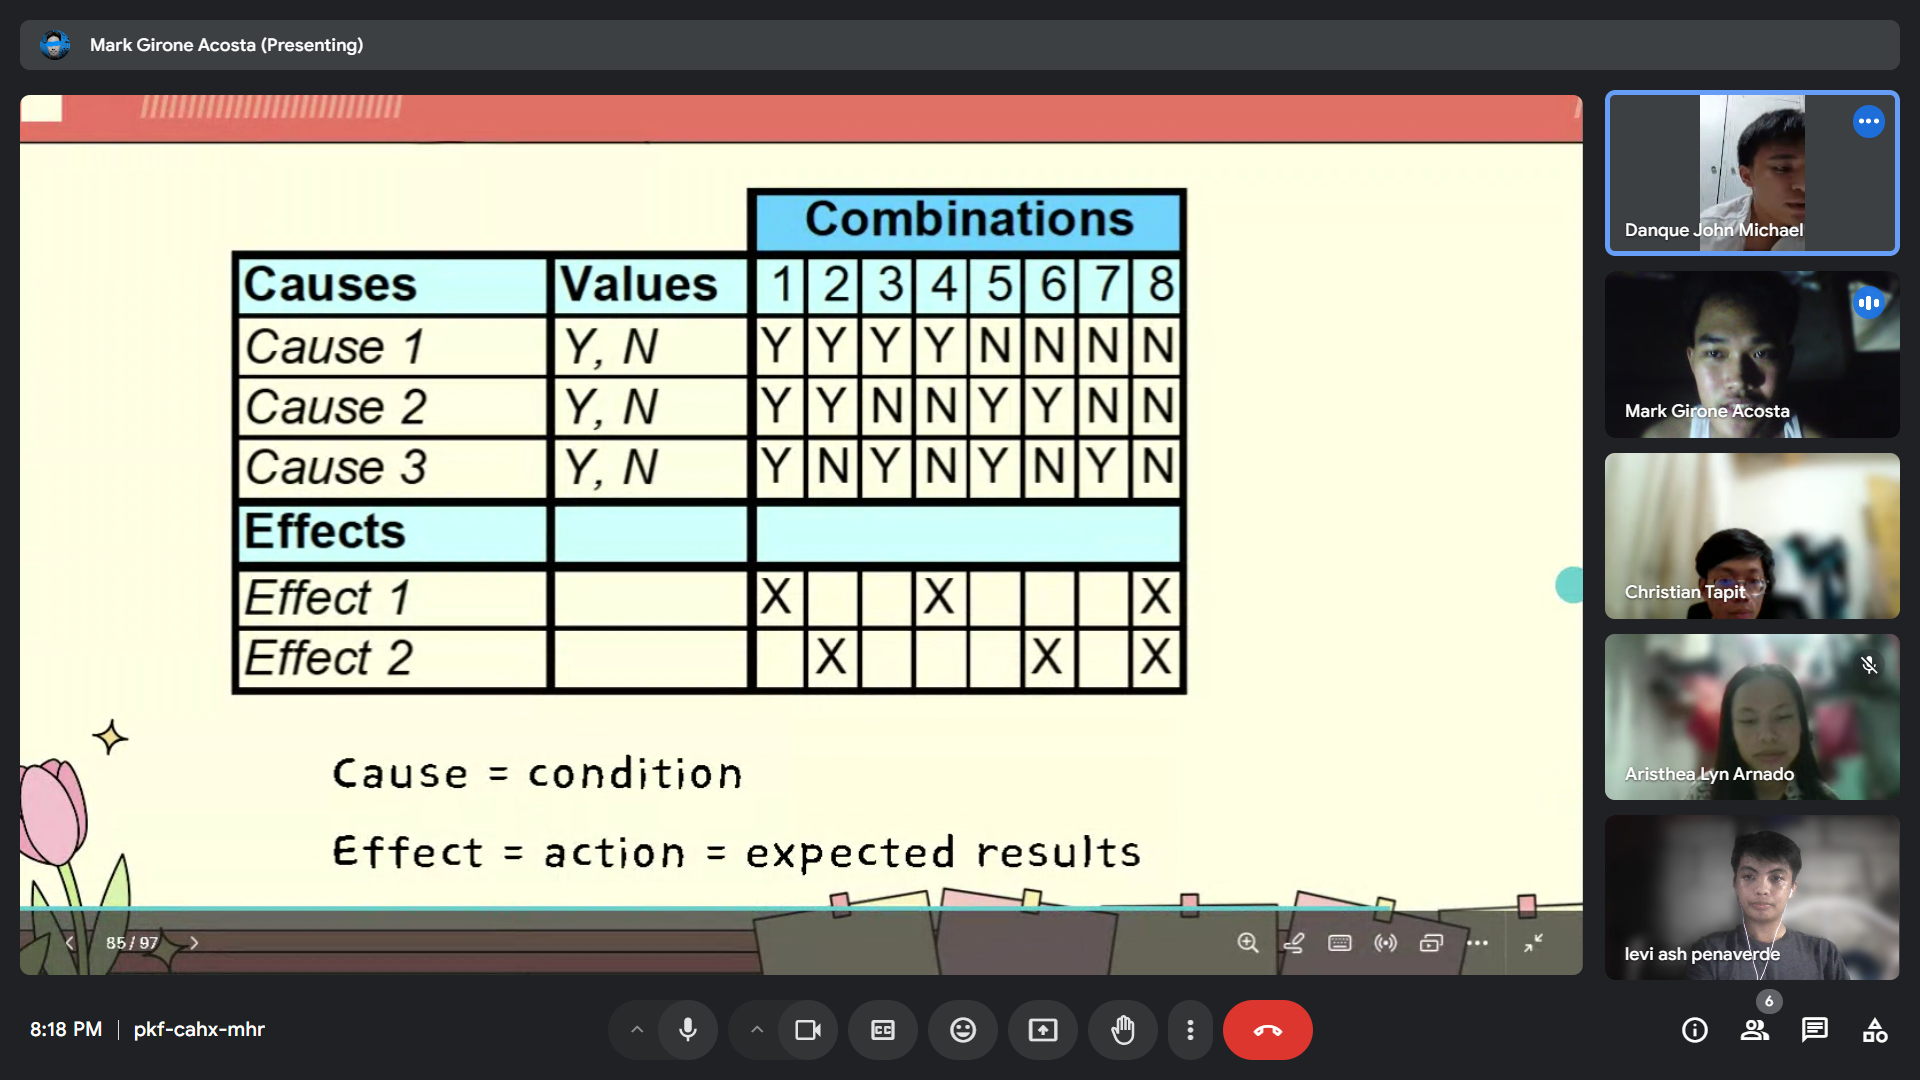 Mark Girone Acosta (Presenting)
Combinations
Causes Values 1 2 3 4 5 6 7 8
Cause 1 Y, N Y Y Y Y N N N N
Cause 2 Y, N Y Y N N Y Y N N
Cause 3 Y, N Y N Y N Y N Y N
Effects
Effect 1 X X X
Effect 2 X X X
Cause = condition
Effect = action = expected results
85 / 97
Danque John Michael
Mark Girone Acosta
Christian Tapit
Aristhea Lyn Arnado
levi ash penaverde
8:18 PM | pkf-cahx-mhr
CC
6